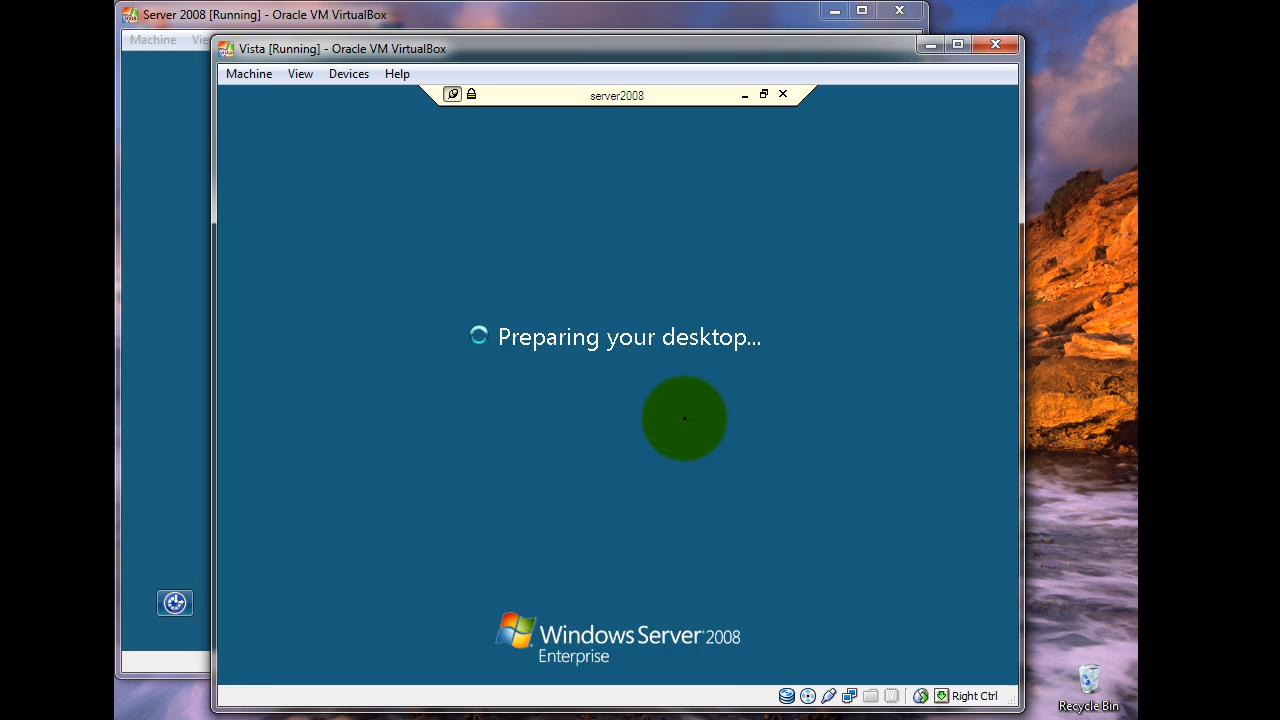 Server 2008 [Running] - Oracle VM VirtualBox
Machine
Vista [Running] - Oracle VM VirtualBox
Machine View Devices Help
server2008
Preparing your desktop...
Windows Server 2008
Enterprise
Right Ctrl
Recycle Bin